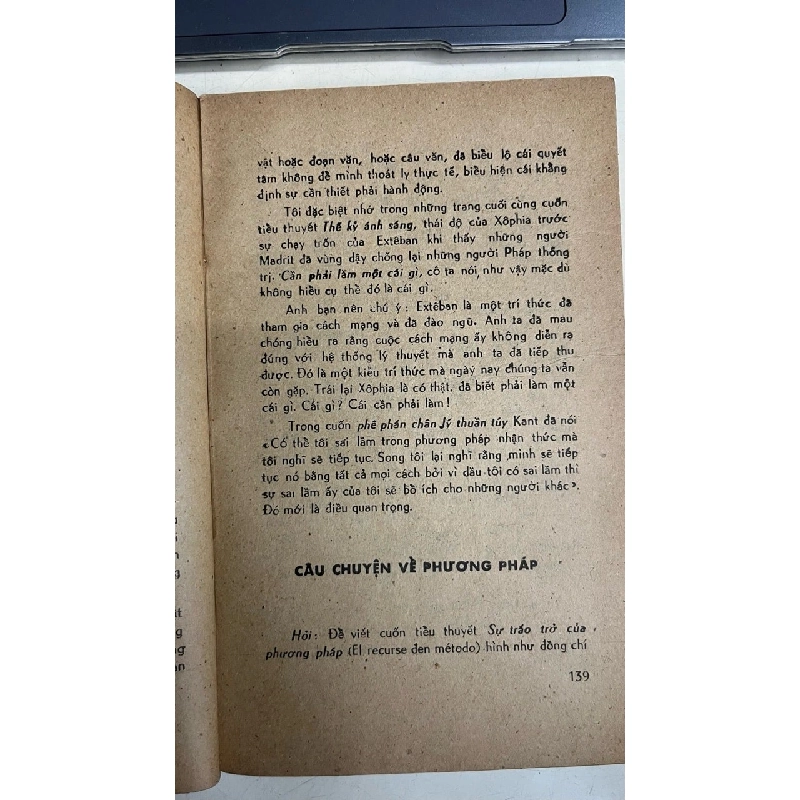 vật hoặc đoạn văn, hoặc câu văn, đã biểu lộ cái quyết
tâm không để mình thoát ly thực tế, biểu hiện cái khẳng
định sự cần thiết phải hành động.
Tôi đặc biệt nhớ trong những trang cuối cùng cuốn
tiểu thuyết Thế kỷ ánh sáng, thái độ của Xôphia trước
sự chạy trốn của Extêban khi thấy những người
Madrit đã vùng dậy chống lại những người Pháp thống
trị. Cần phải làm một cái gì, cô ta nói như vậy mặc dù
không hiểu cụ thể đó là cái gì.
Anh bạn nên chú ý: Extêban là một trí thức đã
tham gia cách mạng và đã đào ngũ. Anh ta đã mau
chóng hiểu ra rằng cuộc cách mạng ấy không diễn ra
đúng với hệ thống lý thuyết mà anh ta đã tiếp thu
được. Đó là một kiểu trí thức mà ngày nay chúng ta vẫn
còn gặp. Trái lại Xôphia là có thật, đã biết phải làm một
cái gì. Cái gì? Cái cần phải làm!
Trong cuốn phê phán chân lý thuần túy Kant đã nói
«Có thể tôi sai lầm trong phương pháp nhận thức mà
tôi nghĩ sẽ tiếp tục. Song tôi lại nghĩ rằng mình sẽ tiếp
tục nó bằng tất cả mọi cách bởi vì dầu tôi có sai lầm thì
sự sai lầm ấy của tôi sẽ bồ ích cho những người khác».
Đó mới là điều quan trọng.
CÂU CHUYỆN VỀ PHƯƠNG PHÁP
Hỏi: Để viết cuốn tiểu thuyết Sự tráo trở của
phương pháp (El recurse den método) hình như đồng chí
139